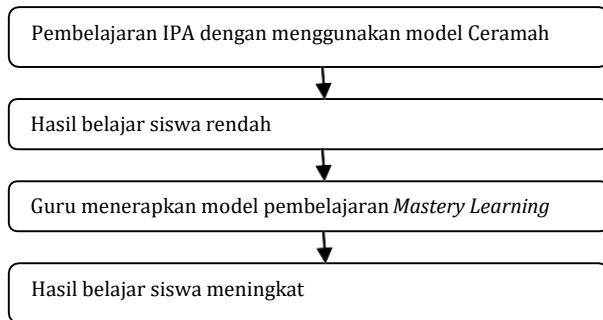 Pembelajaran IPA dengan menggunakan model Ceramah
Hasil belajar siswa rendah
Guru menerapkan model pembelajaran Mastery Learning
Hasil belajar siswa meningkat